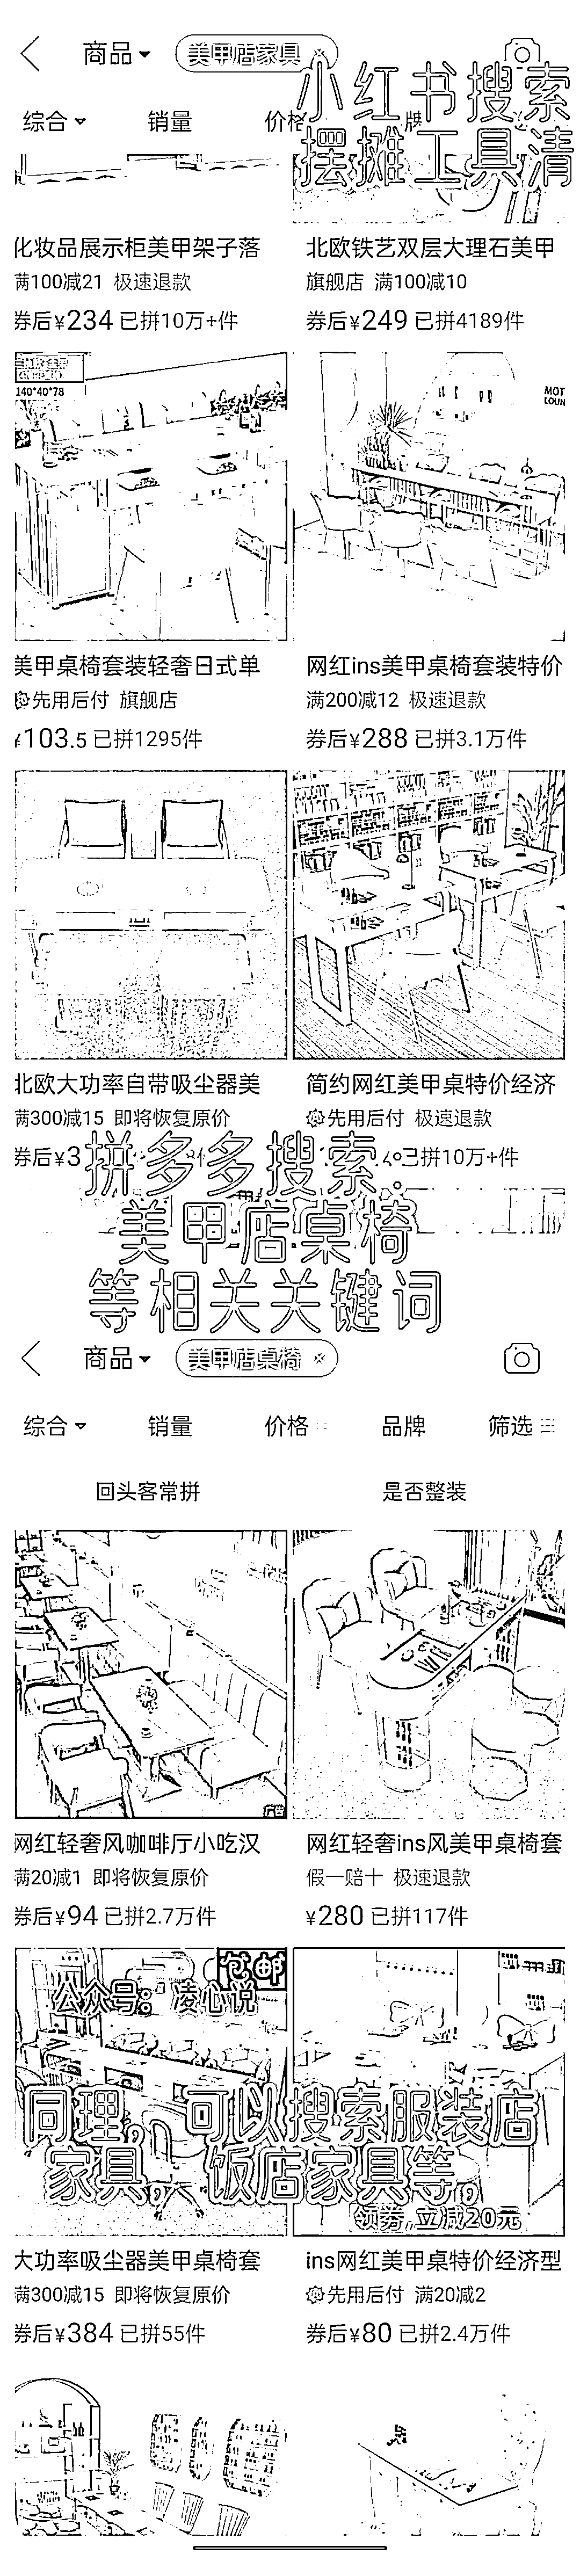 商品 美甲店家具
小红书搜索
摆摊工具清
综合 销量 价格 牌
化妆品展示柜美甲架子落
满100减21 极速退款
券后¥234 已拼10万+件
北欧铁艺双层大理石美甲
旗舰店 满100减10
券后¥249 已拼4189件
140*40*78
MOT
LOUN
美甲桌椅套装轻奢日式单
先用后付 旗舰店
¥103.5 已拼1295件
网红ins美甲桌椅套装特价
满200减12 极速退款
券后¥288 已拼3.1万件
北欧大功率自带吸尘器美
满300减15 即将恢复原价
券后¥3
简约网红美甲桌特价经济
先用后付 极速退款
已拼10万+件
拼多多搜索：
美甲店桌椅
等相关关键词
商品 美甲店桌椅
综合 销量 价格 品牌 筛选
回头客常拼 是否整装
广告
网红轻奢风咖啡厅小吃汉
满20减1 即将恢复原价
券后¥94 已拼2.7万件
网红轻奢ins风美甲桌椅套
假一赔十 极速退款
¥280 已拼117件
包邮
公众号：凌心说
同理，可以搜索服装店
家具，饭店家具等，
领券,立减20元
大功率吸尘器美甲桌椅套
满300减15 即将恢复原价
券后¥384 已拼55件
ins网红美甲桌特价经济型
先用后付 满20减2
券后¥80 已拼2.4万件